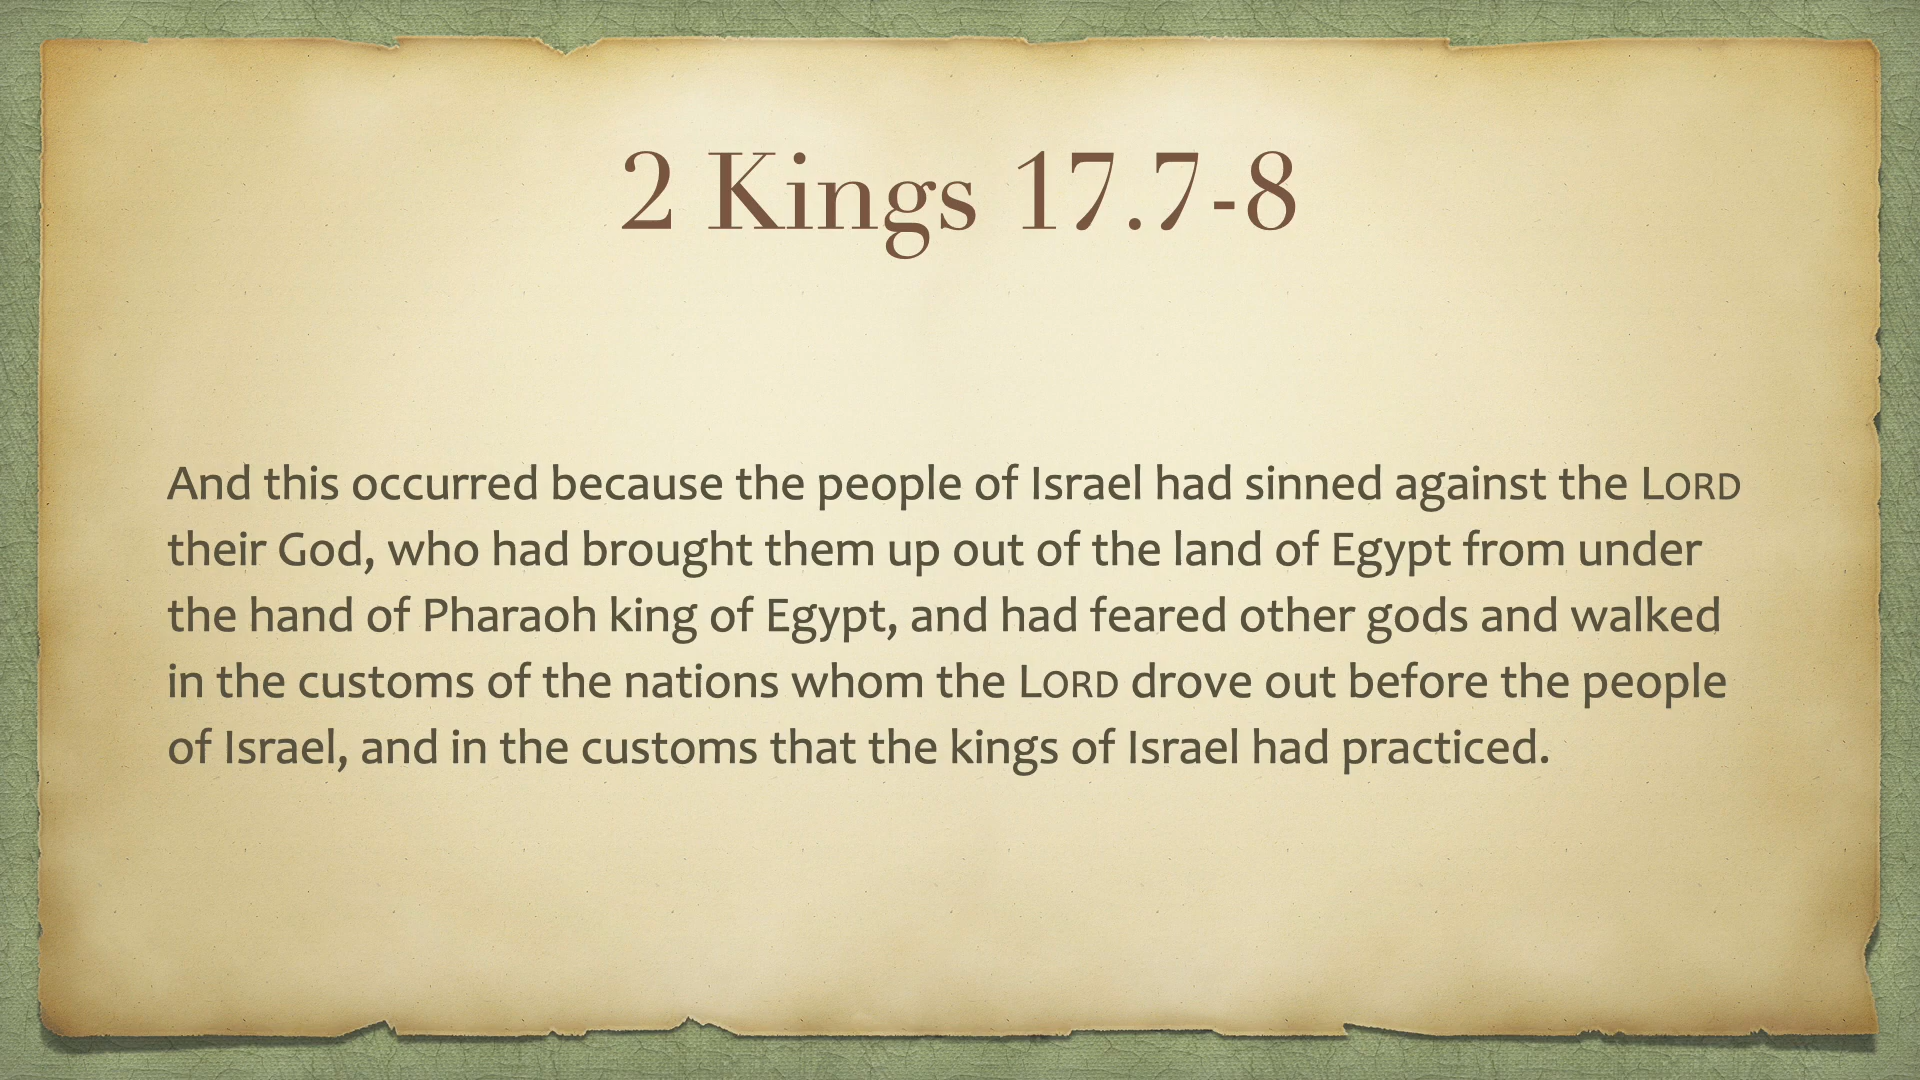 2 Kings 17.7-8
And this occurred because the people of Israel had sinned against the LORD
their God, who had brought them up out of the land of Egypt from under
the hand of Pharaoh king of Egypt, and had feared other gods and walked
in the customs of the nations whom the LORD drove out before the people
of Israel, and in the customs that the kings of Israel had practiced.